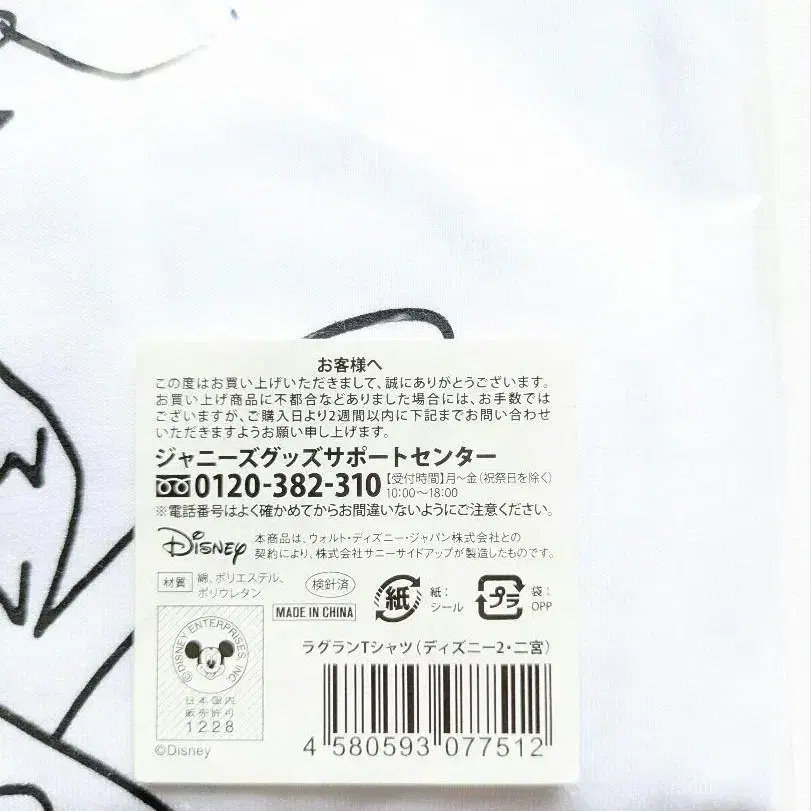 お客様へ
この度はお買い上げいただきまして、誠にありがとうございます。
お買い上げ商品に不都合などありました場合には、お手数では
ございますが、ご購入日より2週間以内に下記までお問い合わせ
いただきますようお願い申し上げます。
ジャニーズグッズサポートセンター
0120-382-310 【受付時間】月～金(祝祭日を除く)
10:00～18:00
※電話番号はよく確かめてからお間違いないようにご注意ください。
Disney 本商品は、ウォルト・ディズニー・ジャパン株式会社との
契約により、株式会社サニーサイドアップが製造したものです。
材質 綿、ポリエステル、
ポリウレタン
検針済
MADE IN CHINA
紙 紙:
シール
プラ 袋:
OPP
©DISNEY ENTERPRISES INC
日本国内
販売許可
1228
©Disney
ラグランTシャツ(ディズニー2・二宮)
4 580593 077512